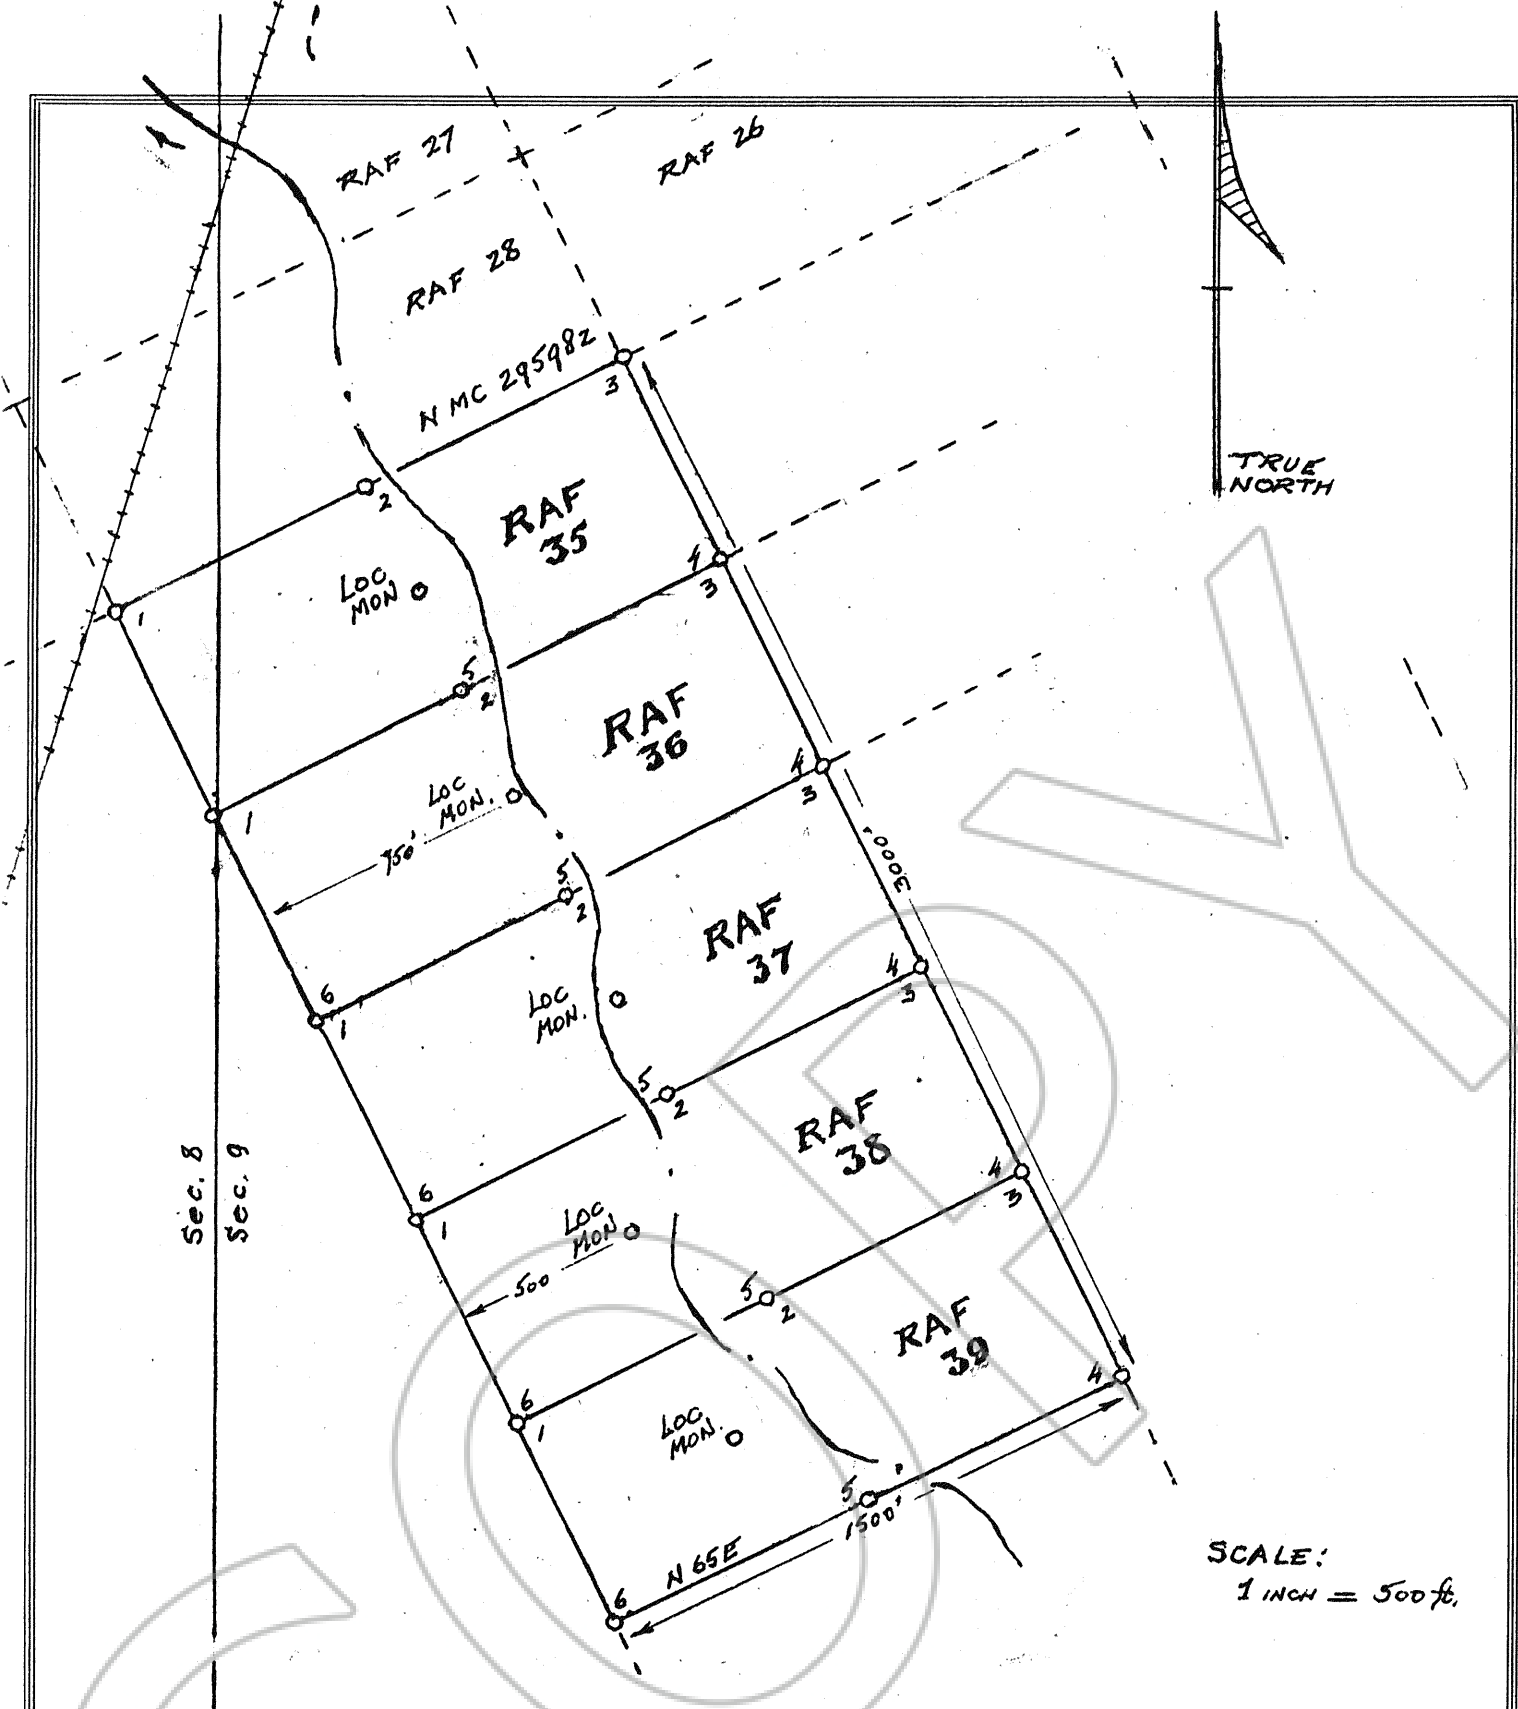 RAF 27
RAF 26
RAF 28
N MC 295982
3
2
RAF
35
TRUE
NORTH
LOC
MON
1
4
3
5
2
RAF
36
LOC
MON.
1
750'
4
3
5
2
3000'
RAF
37
6
1
LOC
MON.
4
3
5
2
RAF
38
Sec. 8
Sec. 9
6
1
LOC
MON
500
4
3
5
2
RAF
39
6
1
LOC
MON.
4
5
1500'
N 65E
6
SCALE:
1 INCH = 500 ft.
COPY